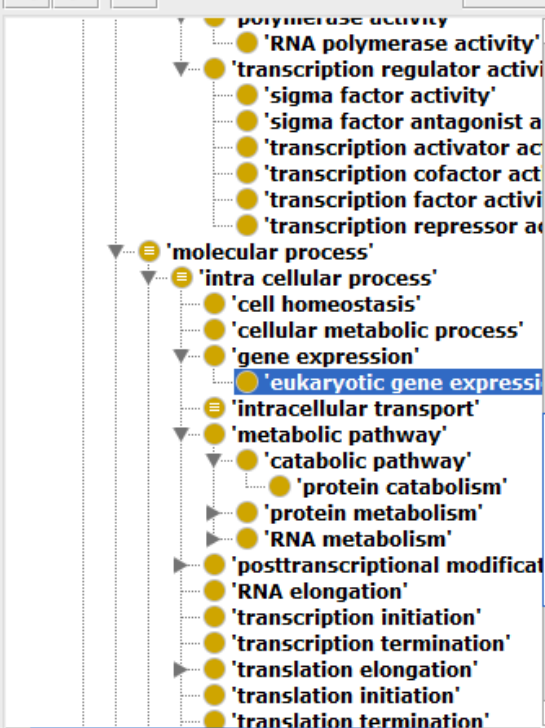 polymerase activity'
'RNA polymerase activity'
'transcription regulator activi
'sigma factor activity'
'sigma factor antagonist a
'transcription activator ac
'transcription cofactor act
'transcription factor activi
'transcription repressor a
'molecular process'
'intra cellular process'
'cell homeostasis'
'cellular metabolic process'
'gene expression'
'eukaryotic gene expressi
'intracellular transport'
'metabolic pathway'
'catabolic pathway'
'protein catabolism'
'protein metabolism'
'RNA metabolism'
'posttranscriptional modificat
'RNA elongation'
'transcription initiation'
'transcription termination'
'translation elongation'
'translation initiation'
'translation termination'